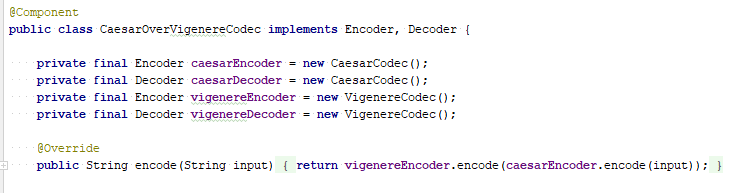 @Component
public class CaesarOverVigenereCodec implements Encoder, Decoder {
private final Encoder caesarEncoder = new CaesarCodec();
private final Decoder caesarDecoder = new CaesarCodec();
private final Encoder vigenereEncoder = new VigenereCodec();
private final Decoder vigenereDecoder = new VigenereCodec();
@Override
public String encode(String input) { return vigenereEncoder.encode(caesarEncoder.encode(input)); }